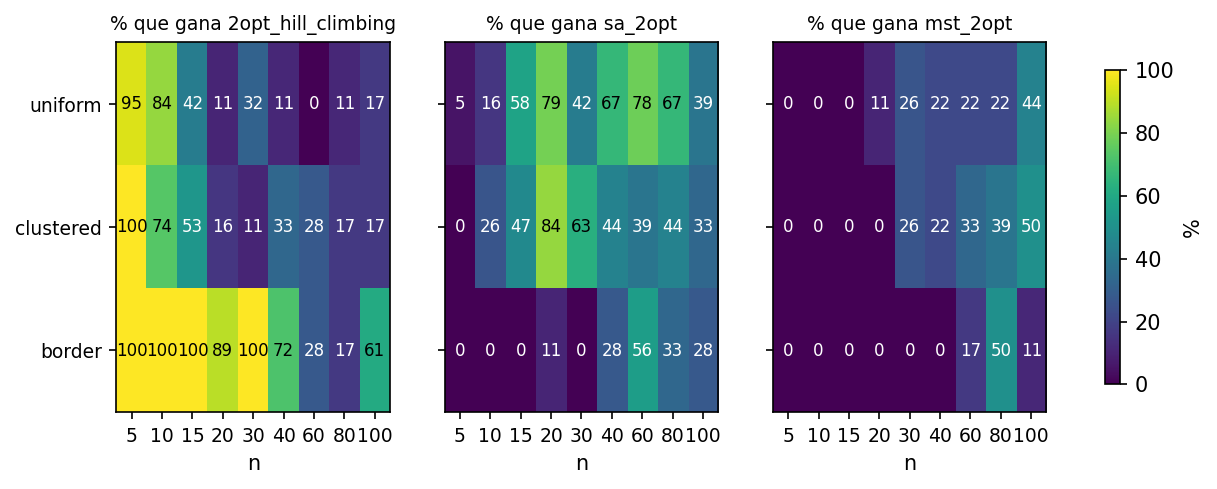 % que gana 2opt_hill_climbing
% que gana sa_2opt
% que gana mst_2opt
uniform
95 84 42 11 32 11 0 11 17
5 16 58 79 42 67 78 67 39
0 0 0 11 26 22 22 22 44
clustered
100 74 53 16 11 33 28 17 17
0 26 47 84 63 44 39 44 33
0 0 0 0 26 22 33 39 50
border
100 100 100 89 100 72 28 17 61
0 0 0 11 0 28 56 33 28
0 0 0 0 0 0 17 50 11
5 10 15 20 30 40 60 80 100
5 10 15 20 30 40 60 80 100
5 10 15 20 30 40 60 80 100
n
n
n
100
80
60
40
20
0
%